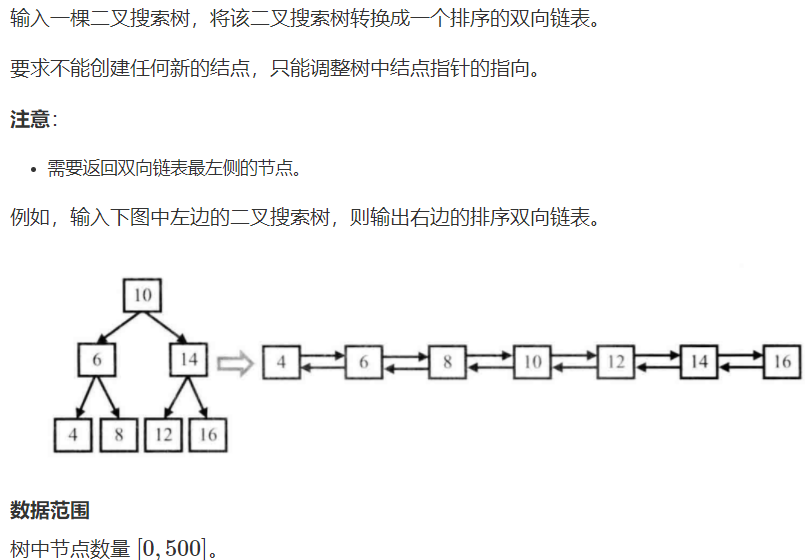 输入一棵二叉搜索树，将该二叉搜索树转换成一个排序的双向链表。
要求不能创建任何新的结点，只能调整树中结点指针的指向。
注意：
• 需要返回双向链表最左侧的节点。
例如，输入下图中左边的二叉搜索树，则输出右边的排序双向链表。
10
6 14
4 8 12 16
4 6 8 10 12 14 16
数据范围
树中节点数量 [0, 500]。